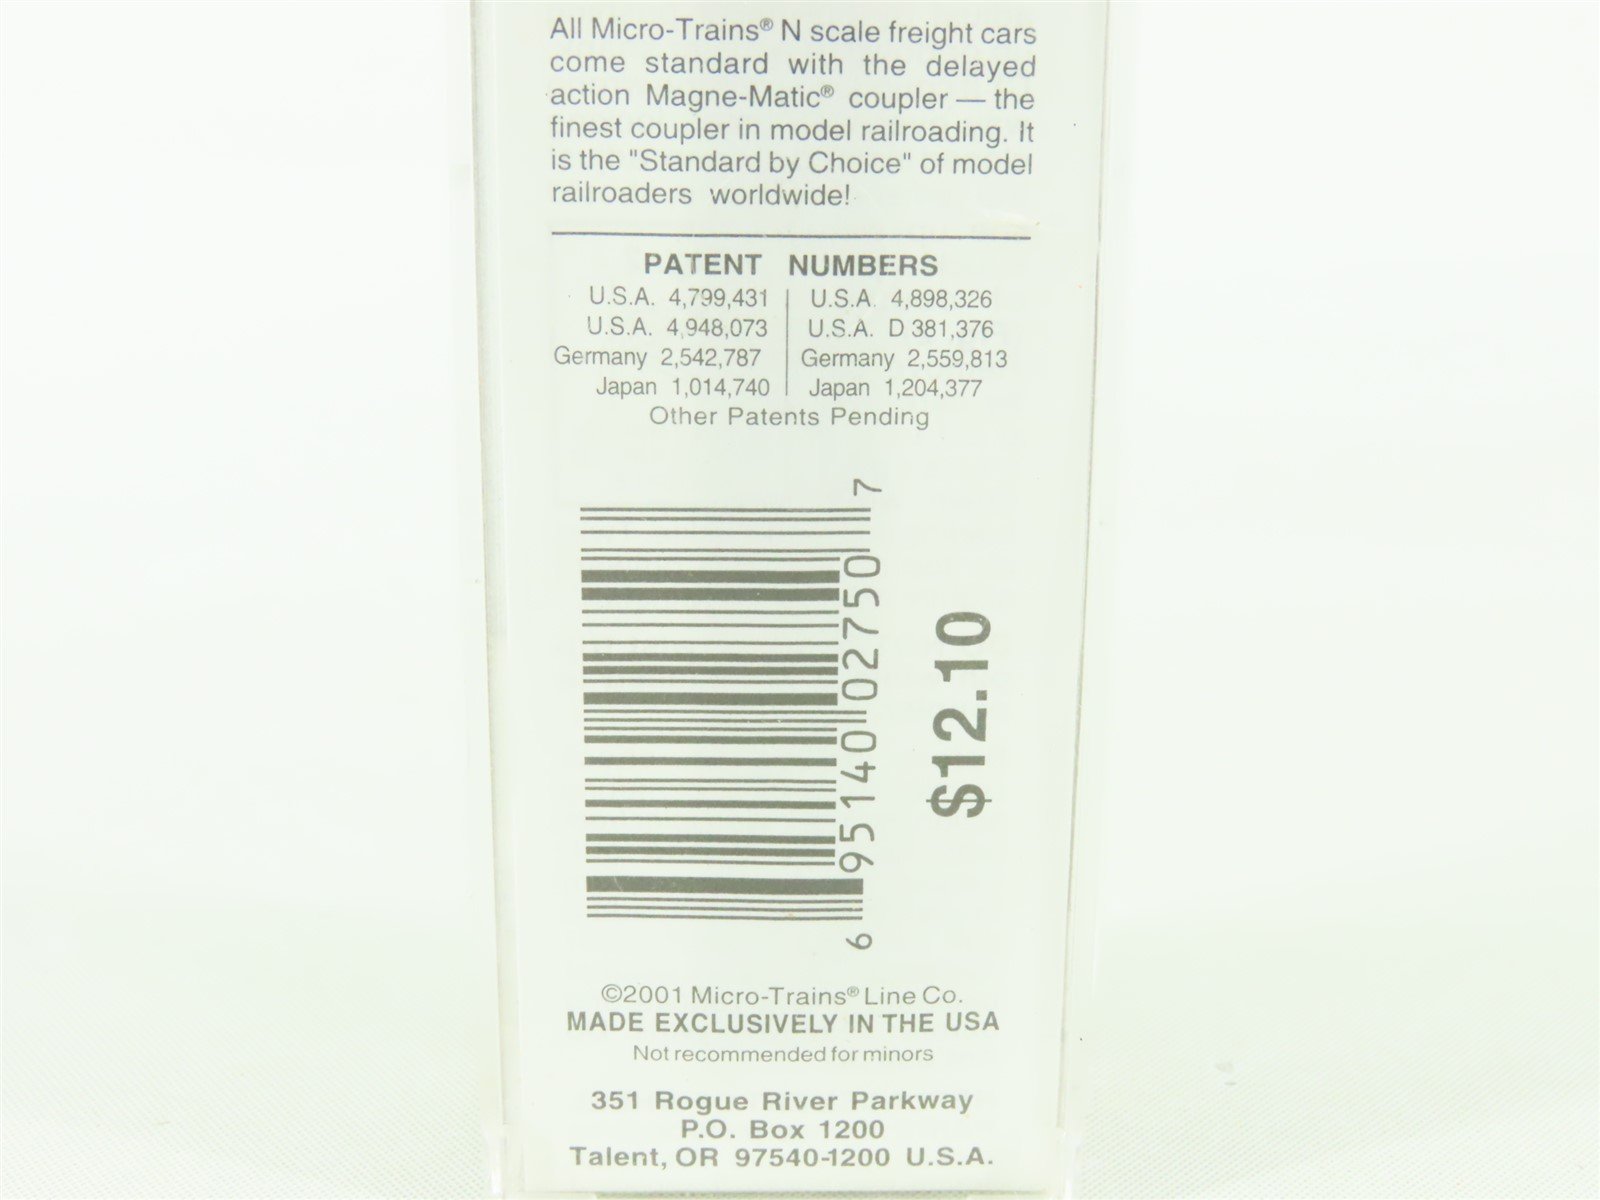 All Micro-Trains® N scale freight cars
come standard with the delayed
action Magne-Matic® coupler — the
finest coupler in model railroading. It
is the "Standard by Choice" of model
railroaders worldwide!
PATENT NUMBERS
U.S.A. 4,799,431 U.S.A. 4,898,326
U.S.A. 4,948,073 U.S.A. D 381,376
Germany 2,542,787 Germany 2,559,813
Japan 1,014,740 Japan 1,204,377
Other Patents Pending
6 95140 02750 7
$12.10
©2001 Micro-Trains® Line Co.
MADE EXCLUSIVELY IN THE USA
Not recommended for minors
351 Rogue River Parkway
P.O. Box 1200
Talent, OR 97540-1200 U.S.A.